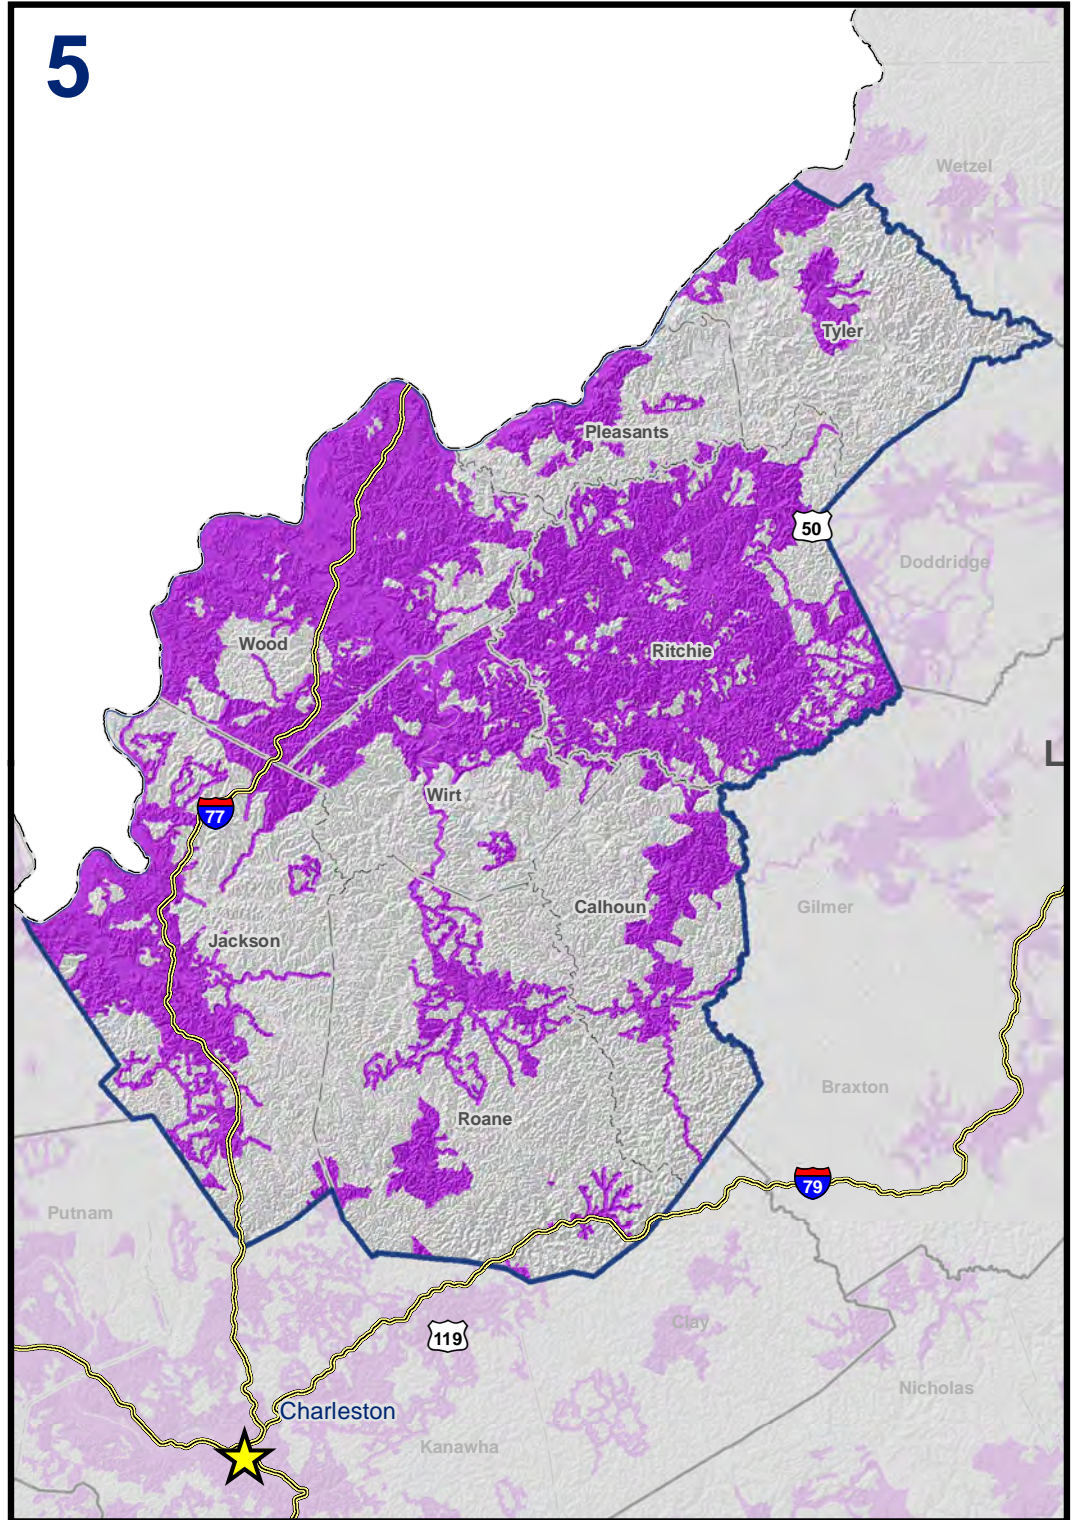 5
Wetzel
Tyler
Pleasants
50
Doddridge
Wood
Ritchie
L
Wirt
77
Calhoun
Gilmer
Jackson
Braxton
Roane
79
Putnam
119
Clay
Nicholas
Charleston
Kanawha